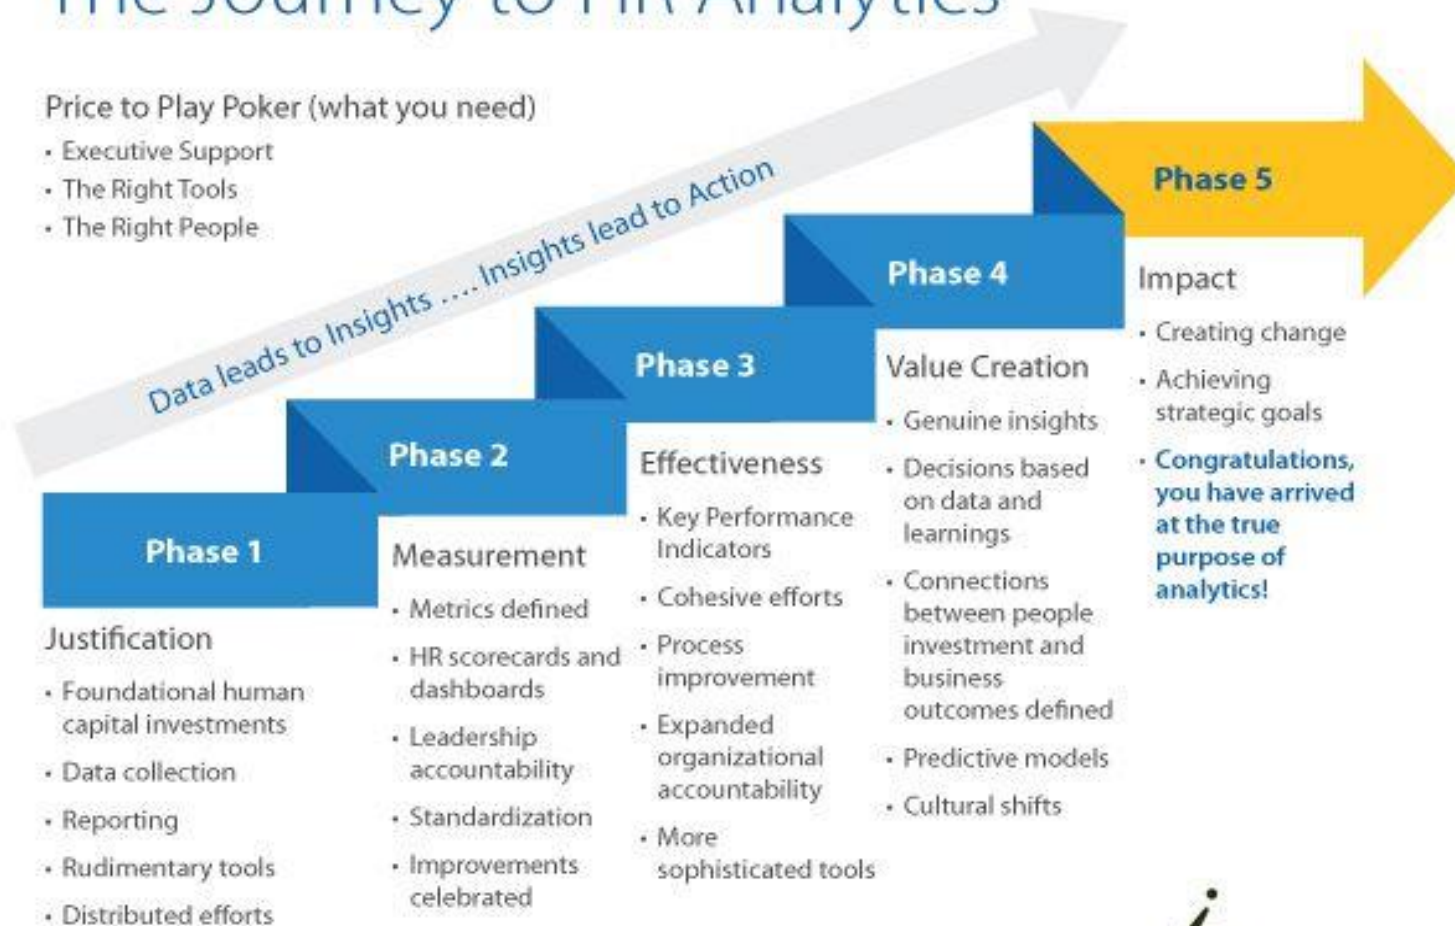 The Journey to HR Analytics
Price to Play Poker (what you need)
• Executive Support
• The Right Tools
• The Right People
Data leads to Insights .... Insights lead to Action
Phase 1
Justification
• Foundational human
capital investments
• Data collection
• Reporting
• Rudimentary tools
• Distributed efforts
Phase 2
Measurement
• Metrics defined
• HR scorecards and
dashboards
• Leadership
accountability
• Standardization
• Improvements
celebrated
Phase 3
Effectiveness
• Key Performance
Indicators
• Cohesive efforts
• Process
improvement
• Expanded
organizational
accountability
• More
sophisticated tools
Phase 4
Value Creation
• Genuine insights
• Decisions based
on data and
learnings
• Connections
between people
investment and
business
outcomes defined
• Predictive models
• Cultural shifts
Phase 5
Impact
• Creating change
• Achieving
strategic goals
• Congratulations,
you have arrived
at the true
purpose of
analytics!